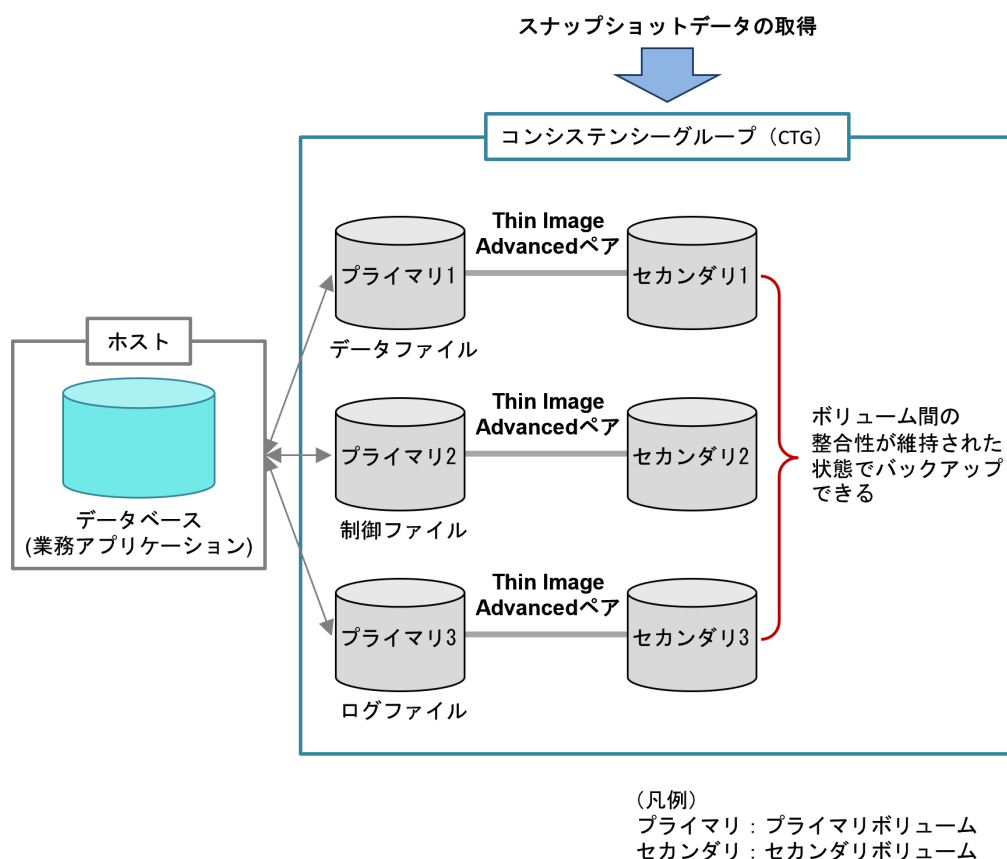 スナップショットデータの取得
コンシステンシーグループ（CTG）
Thin Image
Advancedペア
プライマリ1
セカンダリ1
データファイル
ホスト
データベース
(業務アプリケーション)
Thin Image
Advancedペア
プライマリ2
セカンダリ2
制御ファイル
ボリューム間の
整合性が維持された
状態でバックアップ
できる
Thin Image
Advancedペア
プライマリ3
セカンダリ3
ログファイル
（凡例）
プライマリ：プライマリボリューム
セカンダリ：セカンダリボリューム